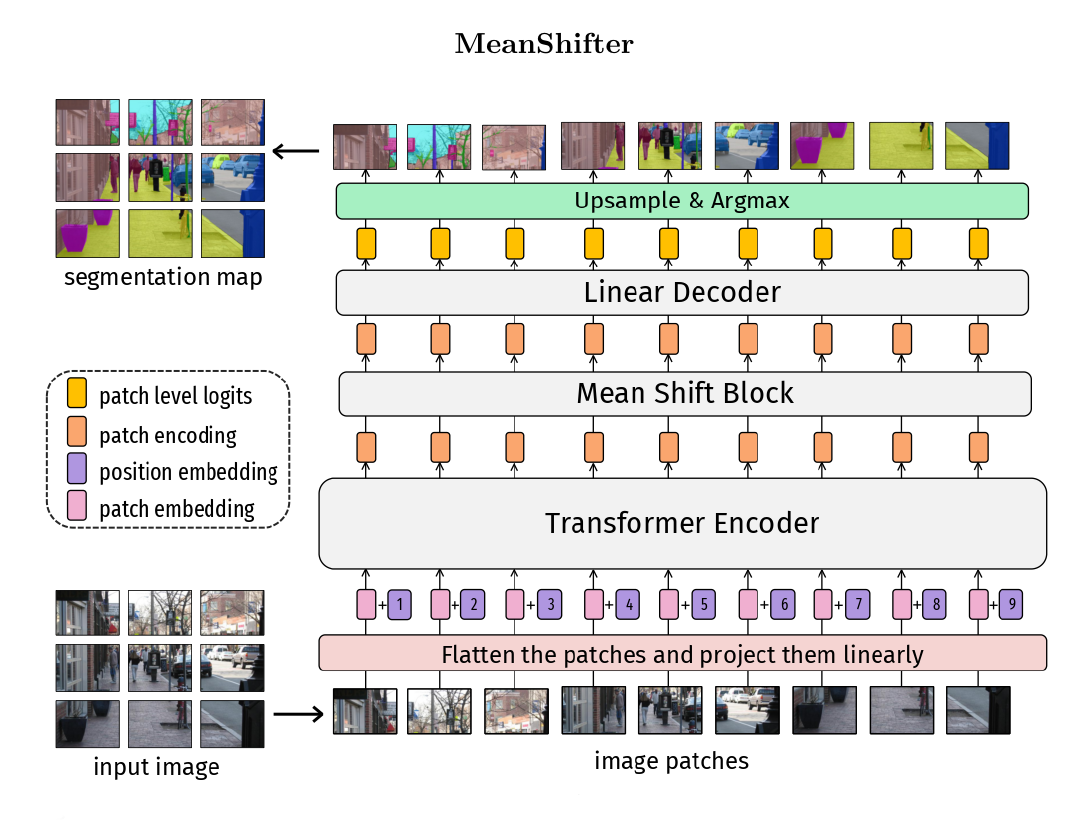 MeanShifter
Upsample & Argmax
segmentation map
Linear Decoder
Mean Shift Block
patch level logits
patch encoding
position embedding
patch embedding
Transformer Encoder
+ 1 + 2 + 3 + 4 + 5 + 6 + 7 + 8 + 9
Flatten the patches and project them linearly
input image
image patches